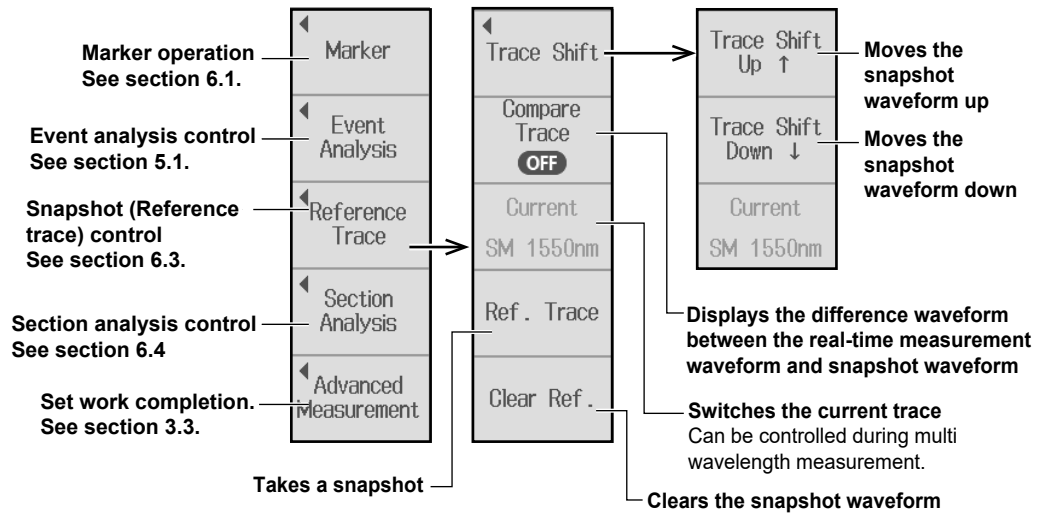 Marker operation
See section 6.1.
Event analysis control
See section 5.1.
Snapshot (Reference
trace) control
See section 6.3.
Section analysis control
See section 6.4
Set work completion.
See section 3.3.
Marker
Event
Analysis
Reference
Trace
Section
Analysis
Advanced
Measurement
Trace Shift
Compare
Trace
OFF
Current
SM 1550nm
Ref. Trace
Clear Ref.
Takes a snapshot
Trace Shift
Up ↑
Trace Shift
Down ↓
Current
SM 1550nm
Moves the
snapshot
waveform up
Moves the
snapshot
waveform down
Displays the difference waveform
between the real-time measurement
waveform and snapshot waveform
Switches the current trace
Can be controlled during multi
wavelength measurement.
Clears the snapshot waveform